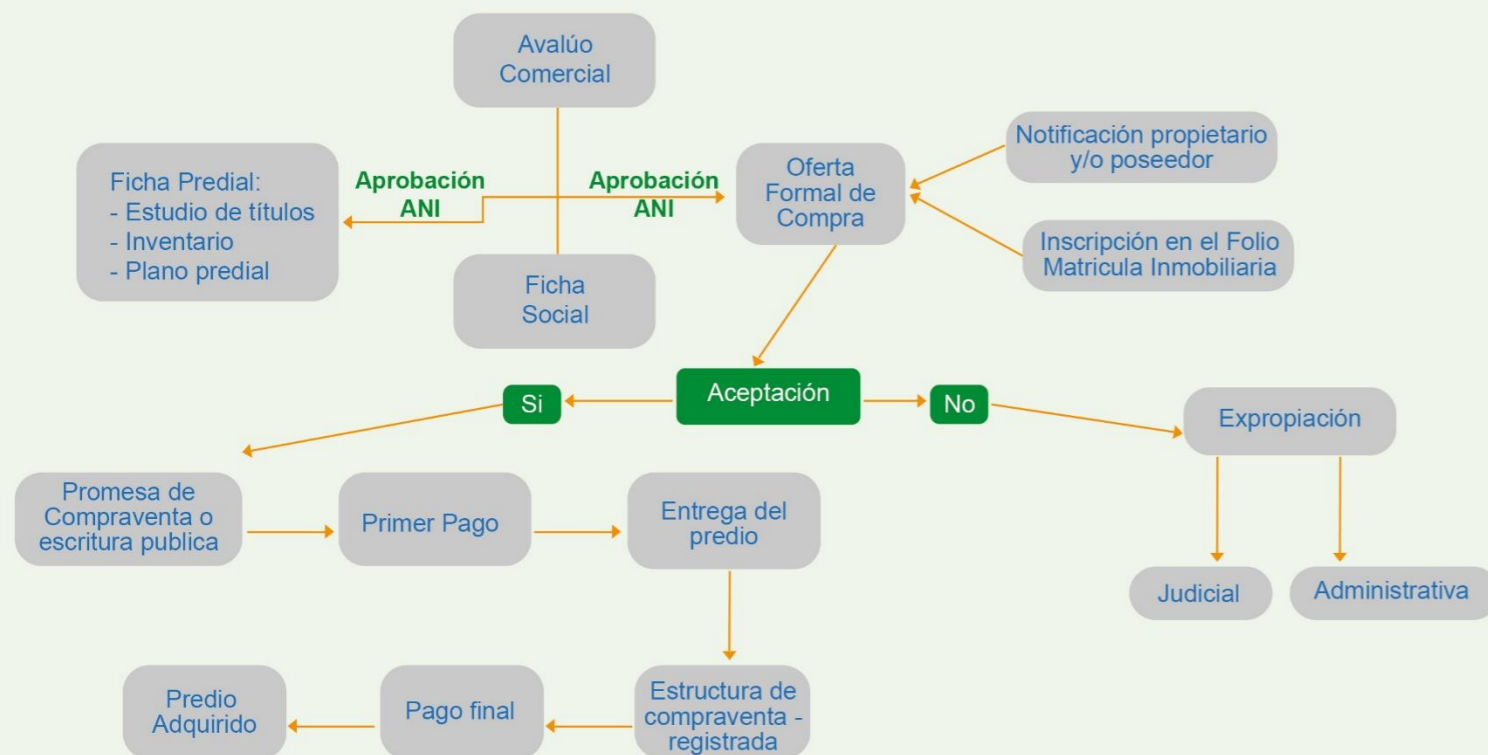 Avalúo
Comercial
Ficha Predial:
- Estudio de títulos
- Inventario
- Plano predial
Aprobación
ANI
Aprobación
ANI
Oferta
Formal de
Compra
Notificación propietario
y/o poseedor
Inscripción en el Folio
Matricula Inmobiliaria
Ficha
Social
Aceptación
Si
No
Expropiación
Promesa de
Compraventa o
escritura publica
Primer Pago
Entrega del
predio
Judicial
Administrativa
Predio
Adquirido
Pago final
Estructura de
compraventa -
registrada